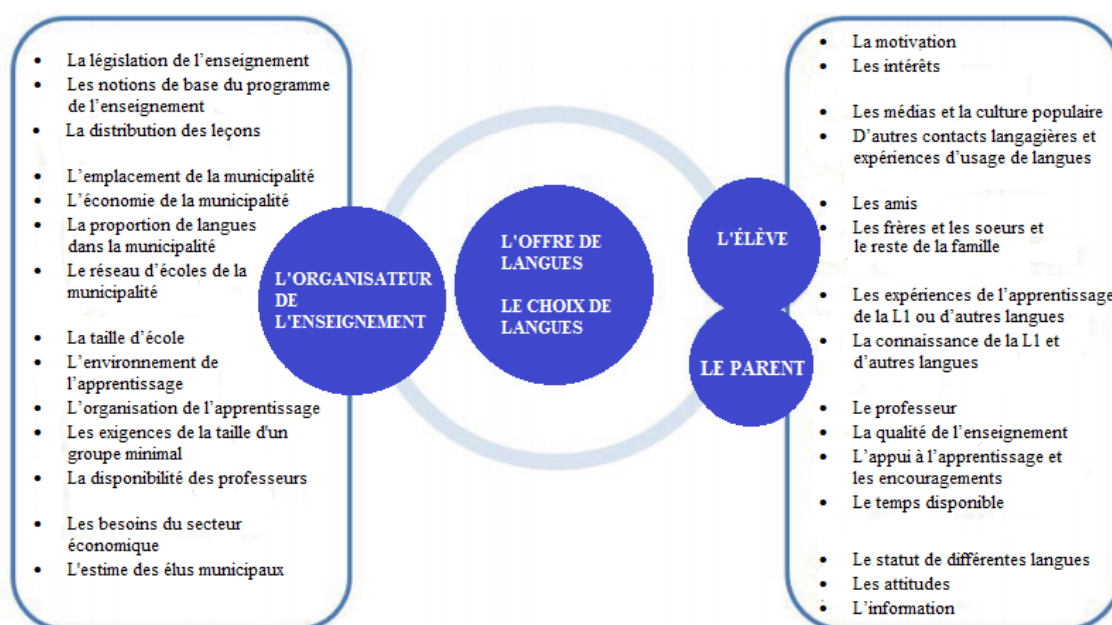 • La législation de l’enseignement
• Les notions de base du programme
de l’enseignement
• La distribution des leçons
• L’emplacement de la municipalité
• L’économie de la municipalité
• La proportion de langues
dans la municipalité
• Le réseau d’écoles de la
municipalité
• La taille d’école
• L’environnement de
l’apprentissage
• L’organisation de l’apprentissage
• Les exigences de la taille d'un
groupe minimal
• La disponibilité des professeurs
• Les besoins du secteur
économique
• L'estime des élus municipaux
L'ORGANISATEUR
DE
L'ENSEIGNEMENT
L'OFFRE DE
LANGUES
LE CHOIX DE
LANGUES
L'ÉLÈVE
LE PARENT
• La motivation
• Les intérêts
• Les médias et la culture populaire
• D’autres contacts langagières et
expériences d’usage de langues
• Les amis
• Les frères et les soeurs et
le reste de la famille
• Les expériences de l’apprentissage
de la L1 ou d’autres langues
• La connaissance de la L1 et
d’autres langues
• Le professeur
• La qualité de l’enseignement
• L’appui à l’apprentissage et
les encouragements
• Le temps disponible
• Le statut de différentes langues
• Les attitudes
• L’information